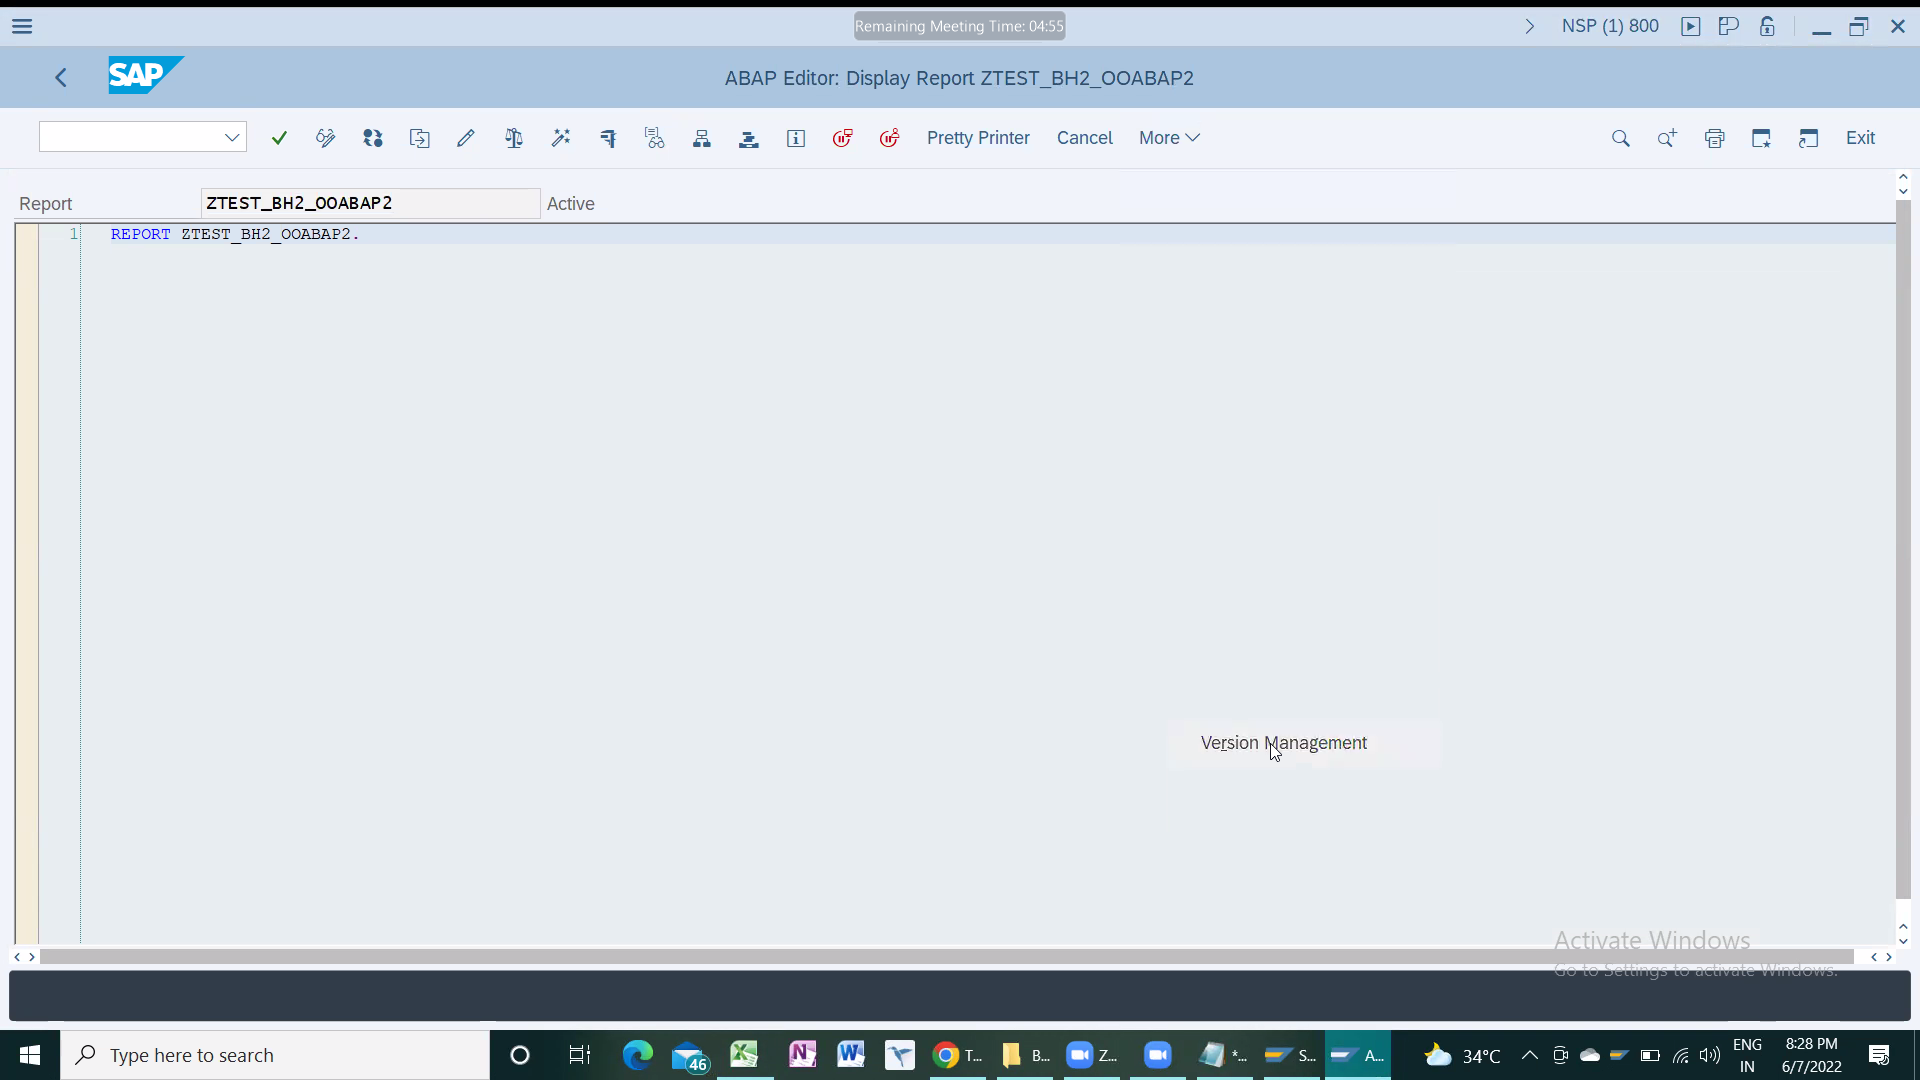 Remaining Meeting Time: 04:55
NSP (1) 800
SAP
ABAP Editor: Display Report ZTEST_BH2_OOABAP2
Pretty Printer
Cancel
More
Exit
Report
ZTEST_BH2_OOABAP2
Active
1
REPORT ZTEST_BH2_OOABAP2.
Version Management
Activate Windows
Go to Settings to activate Windows.
Type here to search
46
T...
B...
Z...
*...
S...
A...
34°C
ENG
IN
8:28 PM
6/7/2022